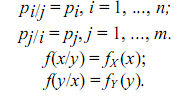 p_{i/j} = p_i, i = 1, ..., n;
p_{j/i} = p_j, j = 1, ..., m.
f(x/y) = f_X(x);
f(y/x) = f_Y(y).